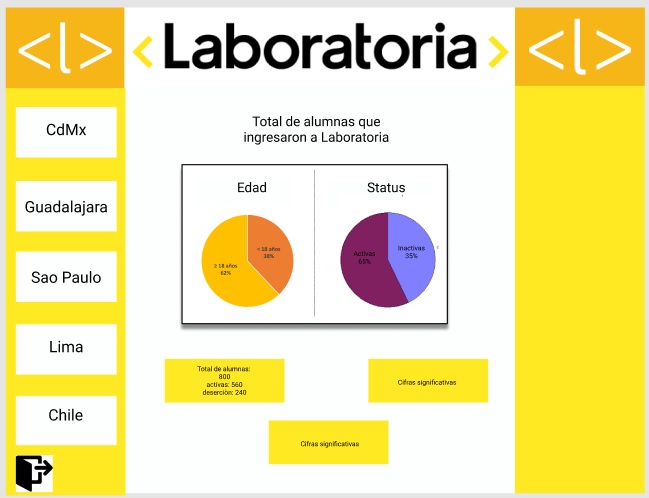 <l>
< Laboratoria >
<l>
CdMx
Guadalajara
Sao Paulo
Lima
Chile
Total de alumnas que
ingresaron a Laboratoria
Edad
< 18 años
38%
≥ 18 años
62%
Status
Activas
65%
Inactivas
35%
Total de alumnas:
800
activas: 560
deserción: 240
Cifras significativas
Cifras significativas